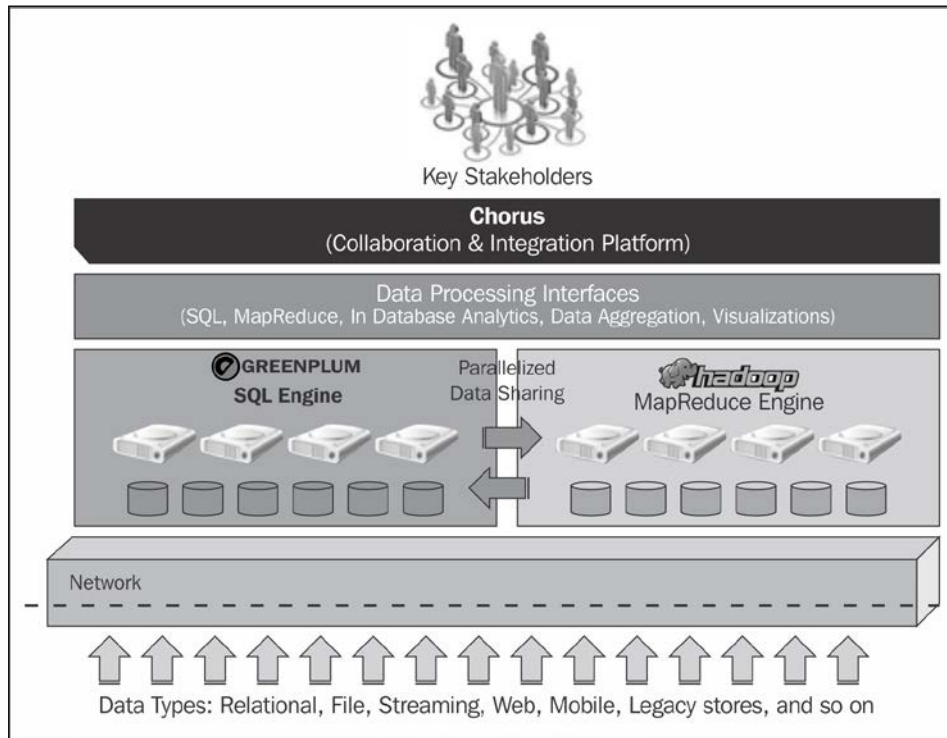 Key Stakeholders
Chorus
(Collaboration & Integration Platform)
Data Processing Interfaces
(SQL, MapReduce, In Database Analytics, Data Aggregation, Visualizations)
GREENPLUM
SQL Engine
Parallelized
Data Sharing
hadoop
MapReduce Engine
Network
Data Types: Relational, File, Streaming, Web, Mobile, Legacy stores, and so on